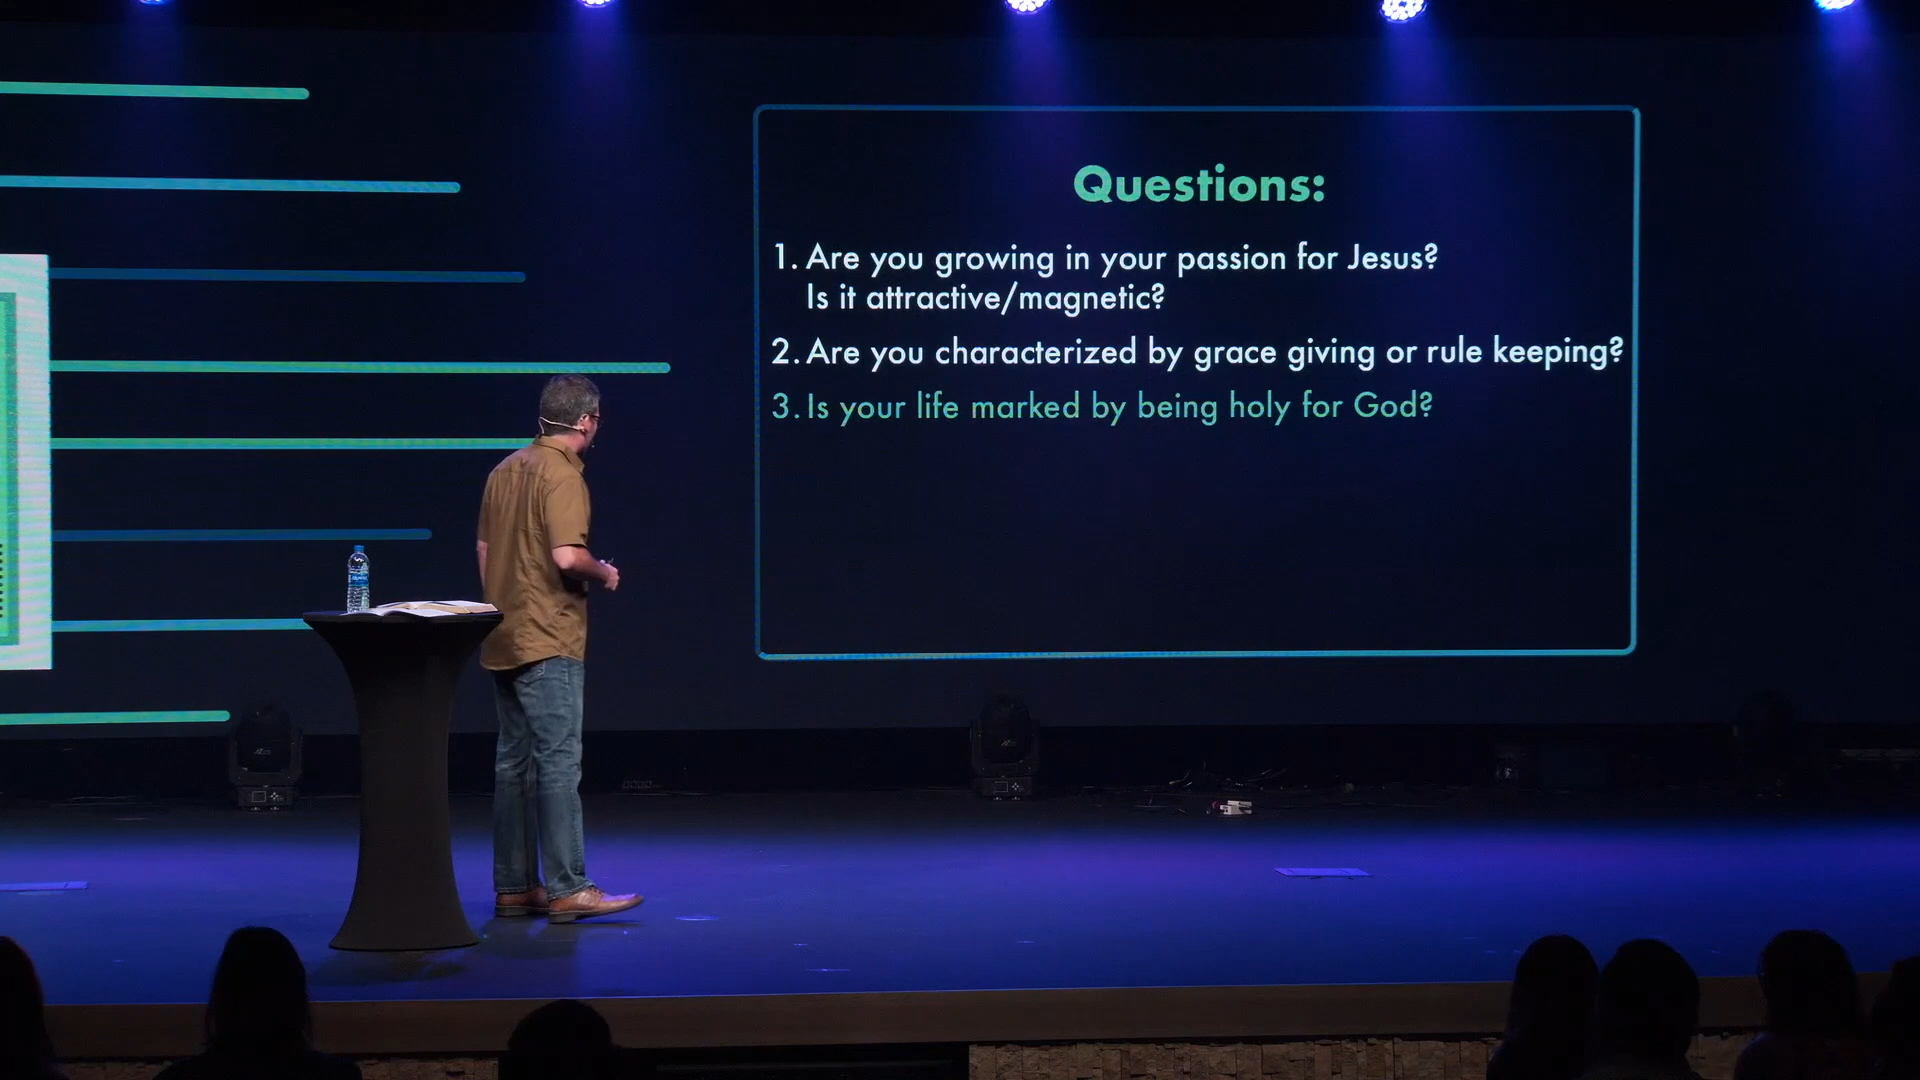 Questions:
1. Are you growing in your passion for Jesus?
Is it attractive/magnetic?
2. Are you characterized by grace giving or rule keeping?
3. Is your life marked by being holy for God?